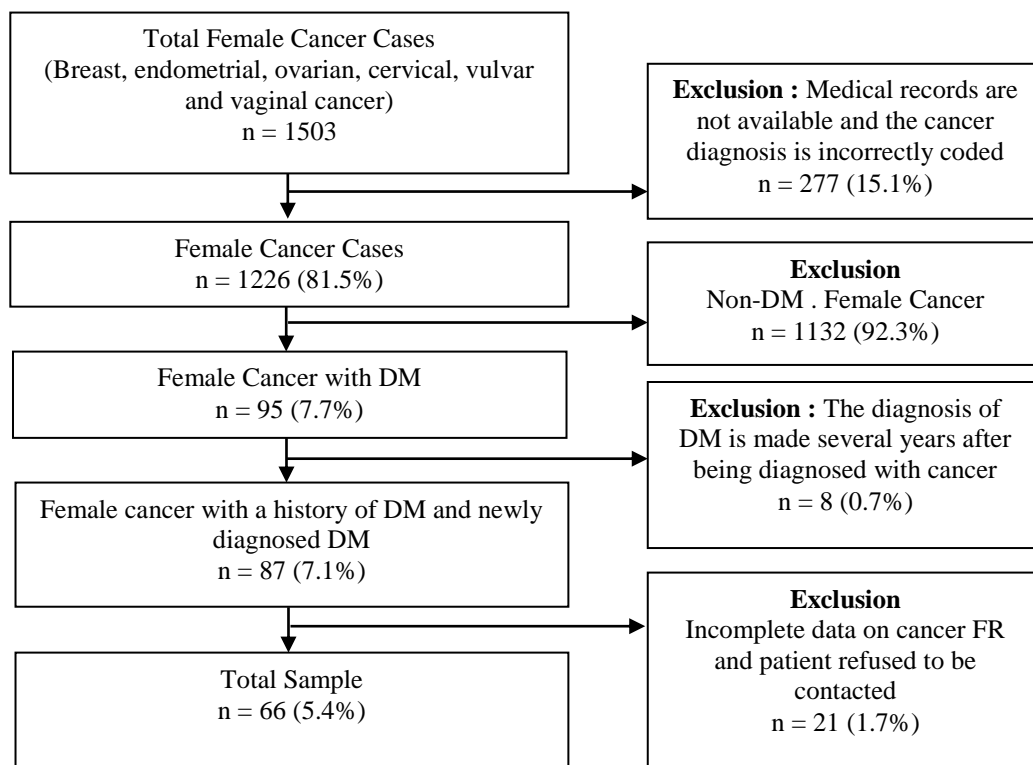 Total Female Cancer Cases
(Breast, endometrial, ovarian, cervical, vulvar
and vaginal cancer)
n = 1503
Exclusion : Medical records are
not available and the cancer
diagnosis is incorrectly coded
n = 277 (15.1%)
Female Cancer Cases
n = 1226 (81.5%)
Exclusion
Non-DM . Female Cancer
n = 1132 (92.3%)
Female Cancer with DM
n = 95 (7.7%)
Exclusion : The diagnosis of
DM is made several years after
being diagnosed with cancer
n = 8 (0.7%)
Female cancer with a history of DM and newly
diagnosed DM
n = 87 (7.1%)
Exclusion
Incomplete data on cancer FR
and patient refused to be
contacted
n = 21 (1.7%)
Total Sample
n = 66 (5.4%)